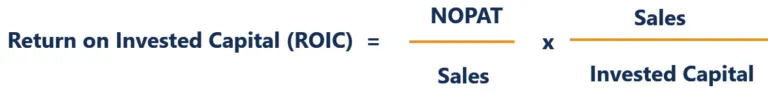 NOPAT Sales
Return on Invested Capital (ROIC) = x
Sales Invested Capital